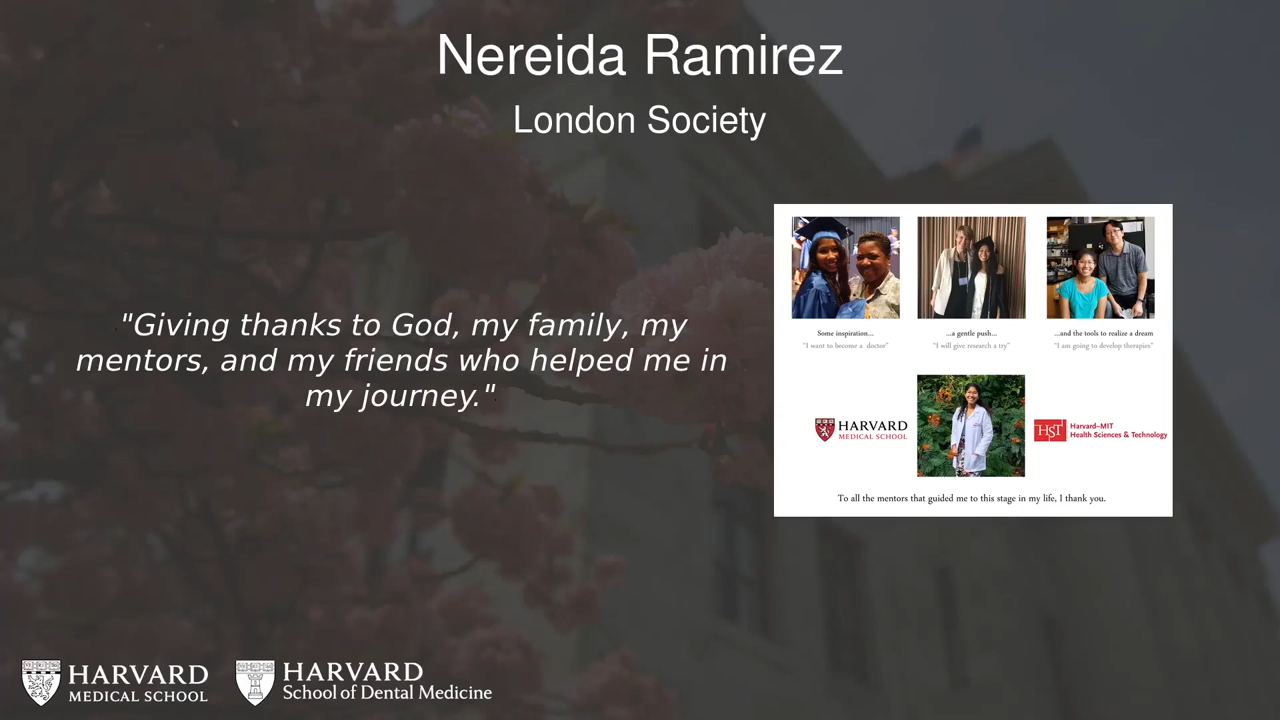 Nereida Ramirez
London Society
"Giving thanks to God, my family, my
mentors, and my friends who helped me in
my journey."
Some inspiration...
"I want to become a doctor"
...a gentle push...
"I will give research a try"
...and the tools to realize a dream
"I am going to develop therapies"
HARVARD
MEDICAL SCHOOL
HST
Harvard–MIT
Health Sciences & Technology
To all the mentors that guided me to this stage in my life, I thank you.
HARVARD
MEDICAL SCHOOL
HARVARD
School of Dental Medicine